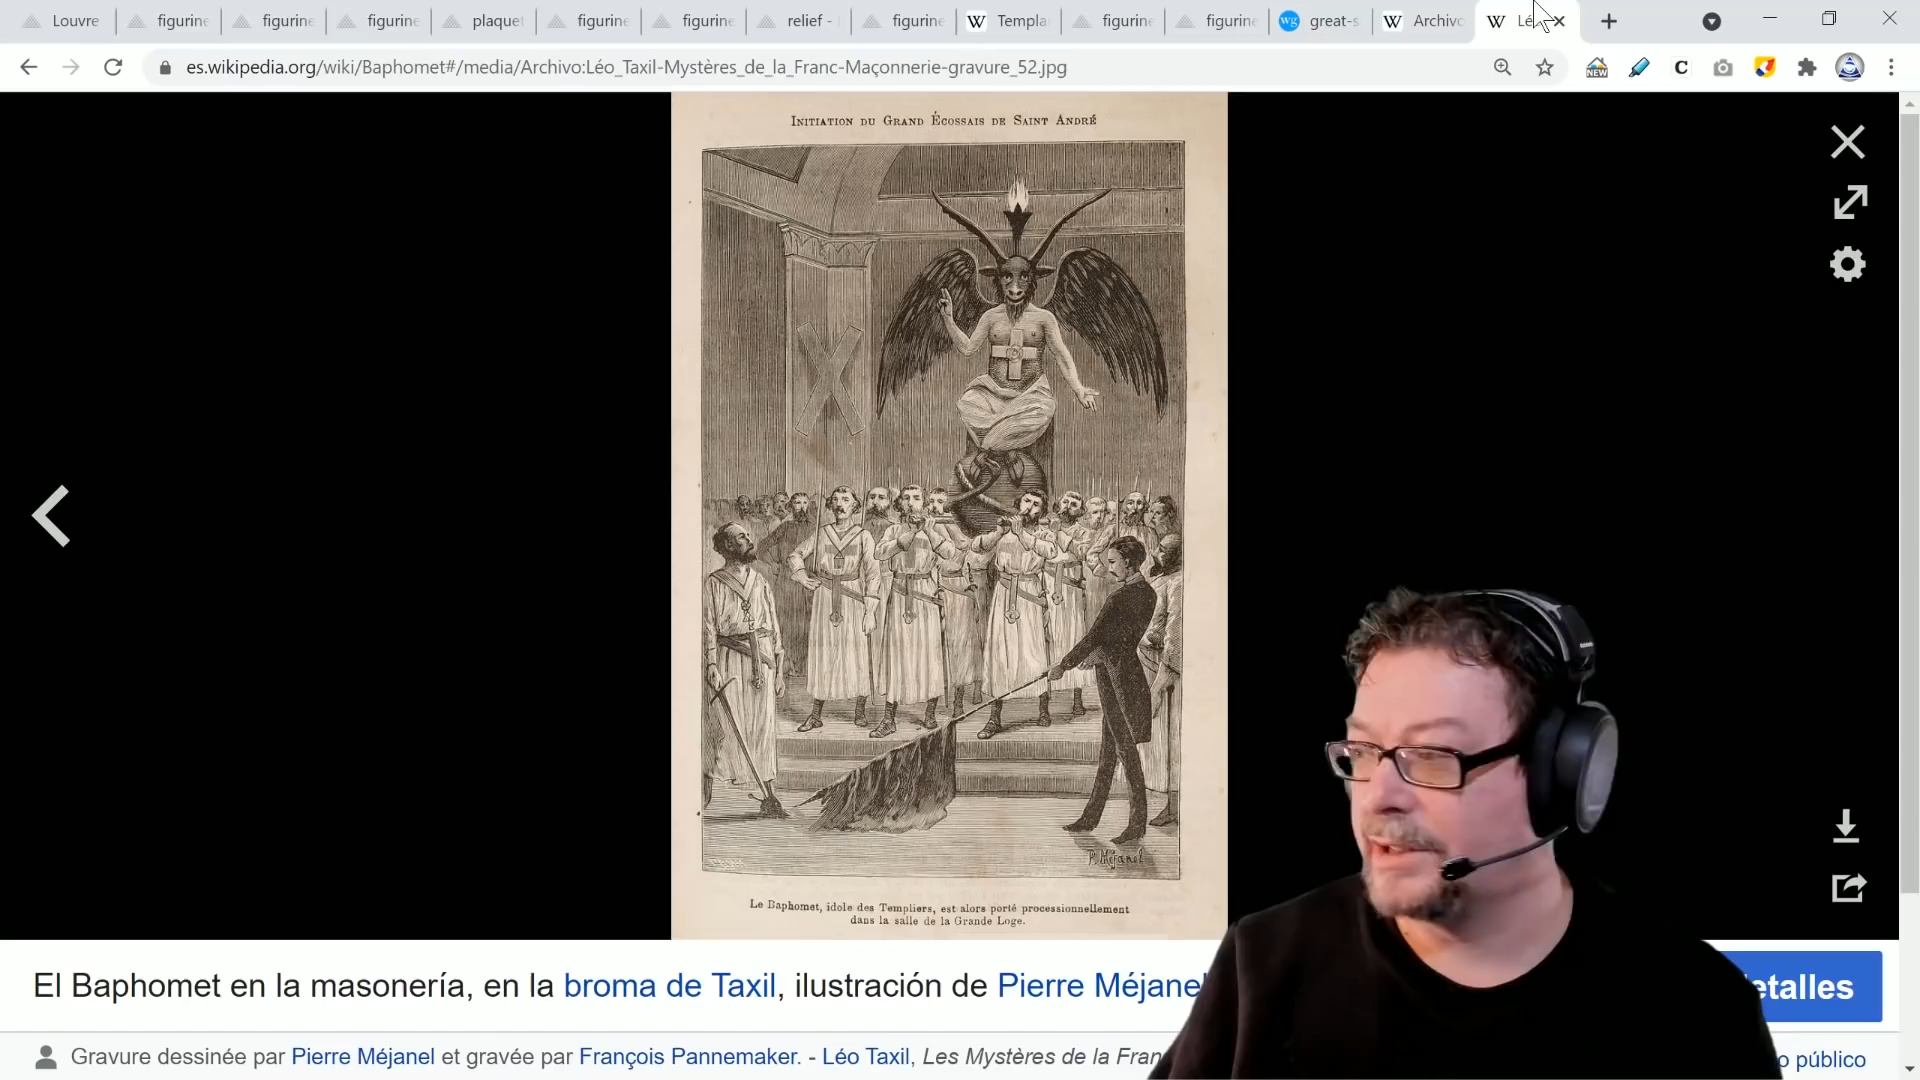 Louvre
figurine
figurine
figurine
plaquet
figurine
figurine
relief -
figurine
Templa
figurine
figurine
great-s
Archivo
Lé
es.wikipedia.org/wiki/Baphomet#/media/Archivo:Léo_Taxil-Mystères_de_la_Franc-Maçonnerie-gravure_52.jpg
NEW
C
INITIATION DU GRAND ÉCOSSAIS DE SAINT ANDRÉ
P. Méjanel
Le Baphomet, idole des Templiers, est alors porté processionnellement
dans la salle de la Grande Loge.
El Baphomet en la masonería, en la broma de Taxil, ilustración de Pierre Méjane
etalles
Gravure dessinée par Pierre Méjanel et gravée par François Pannemaker. - Léo Taxil, Les Mystères de la Fran
o público